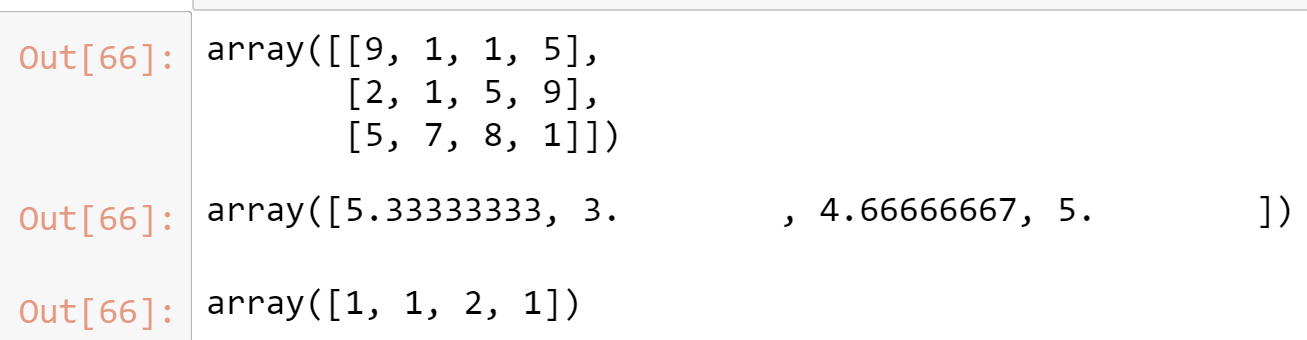 Out[66]: array([[9, 1, 1, 5],
[2, 1, 5, 9],
[5, 7, 8, 1]])
Out[66]: array([5.33333333, 3.        , 4.66666667, 5.        ])
Out[66]: array([1, 1, 2, 1])